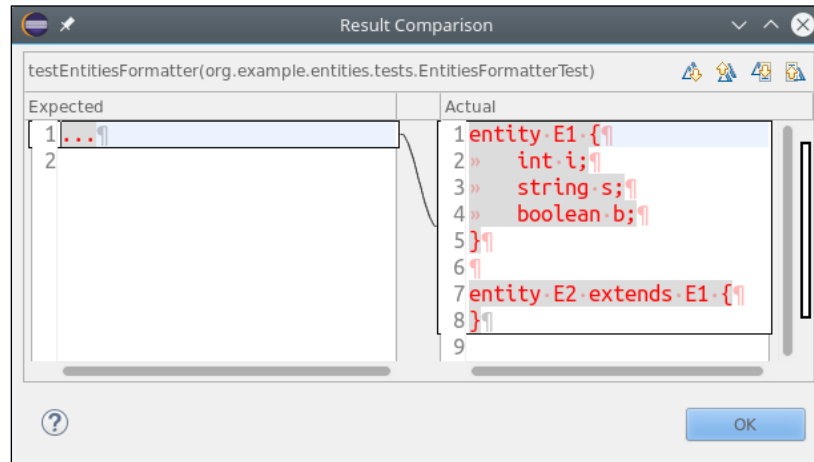 Result Comparison
testEntitiesFormatter(org.example.entities.tests.EntitiesFormatterTest)
Expected
1 ...¶
2
Actual
1 entity·E1·{¶
2 »   int·i;¶
3 »   string·s;¶
4 »   boolean·b;¶
5 }¶
6 ¶
7 entity·E2·extends·E1·{¶
8 }¶
9
?
OK